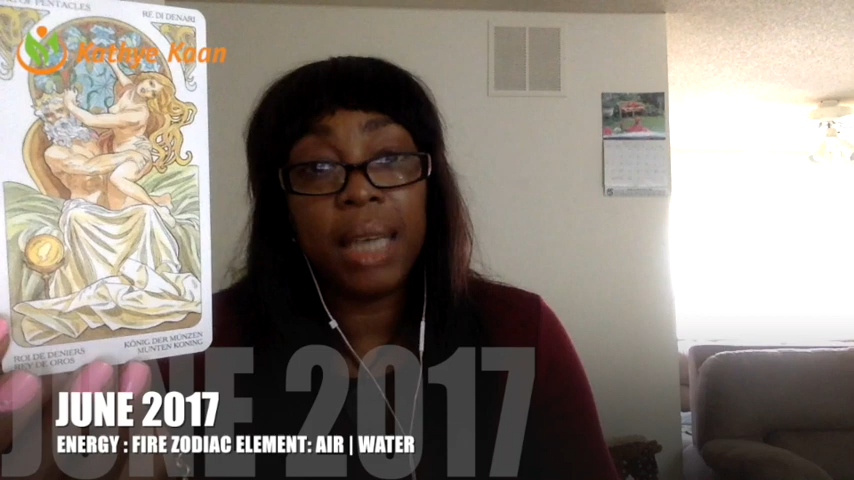 OF PENTACLES
RE DI DENARI
Kathye Kaan
ROI DE DENIERS
REY DE OROS
KÖNIG DER MÜNZEN
MUNTEN KONING
JUNE 2017
JUNE 2017
ENERGY : FIRE ZODIAC ELEMENT: AIR | WATER